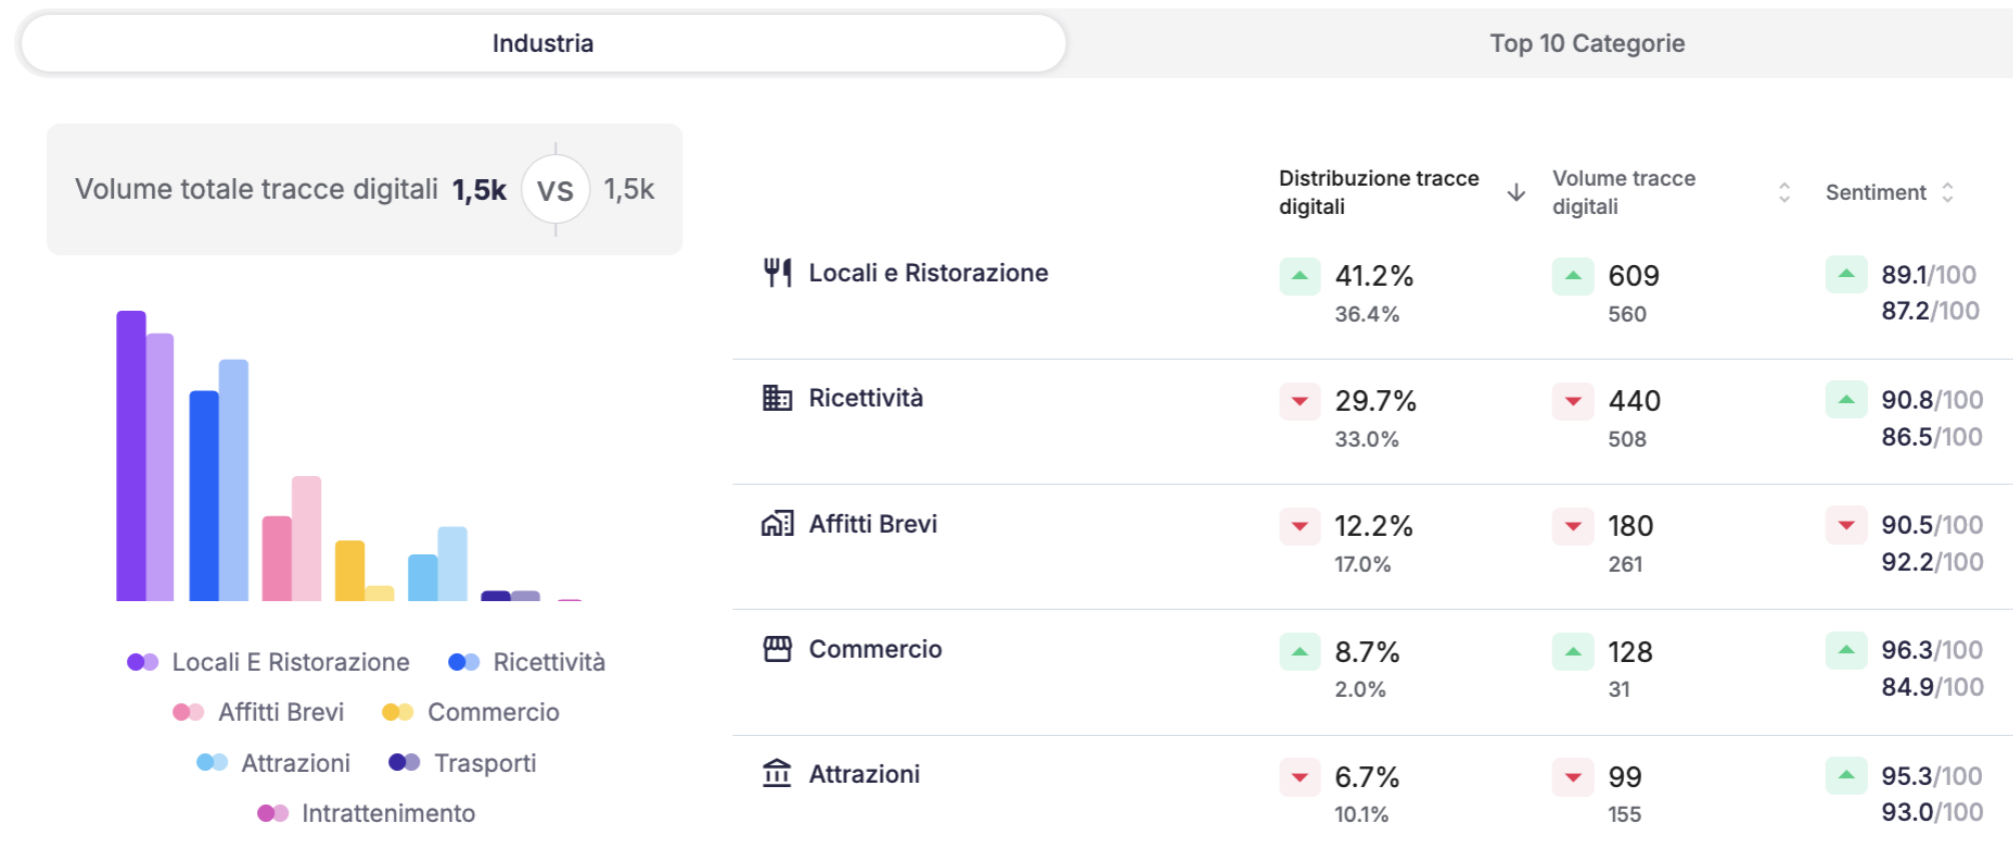 Industria
Top 10 Categorie
Volume totale tracce digitali 1,5k VS 1,5k
Locali E Ristorazione Ricettività
Affitti Brevi Commercio
Attrazioni Trasporti
Intrattenimento
Distribuzione tracce
digitali
Volume tracce
digitali
Sentiment
Locali e Ristorazione 41.2% 609 89.1/100
36.4% 560 87.2/100
Ricettività 29.7% 440 90.8/100
33.0% 508 86.5/100
Affitti Brevi 12.2% 180 90.5/100
17.0% 261 92.2/100
Commercio 8.7% 128 96.3/100
2.0% 31 84.9/100
Attrazioni 6.7% 99 95.3/100
10.1% 155 93.0/100